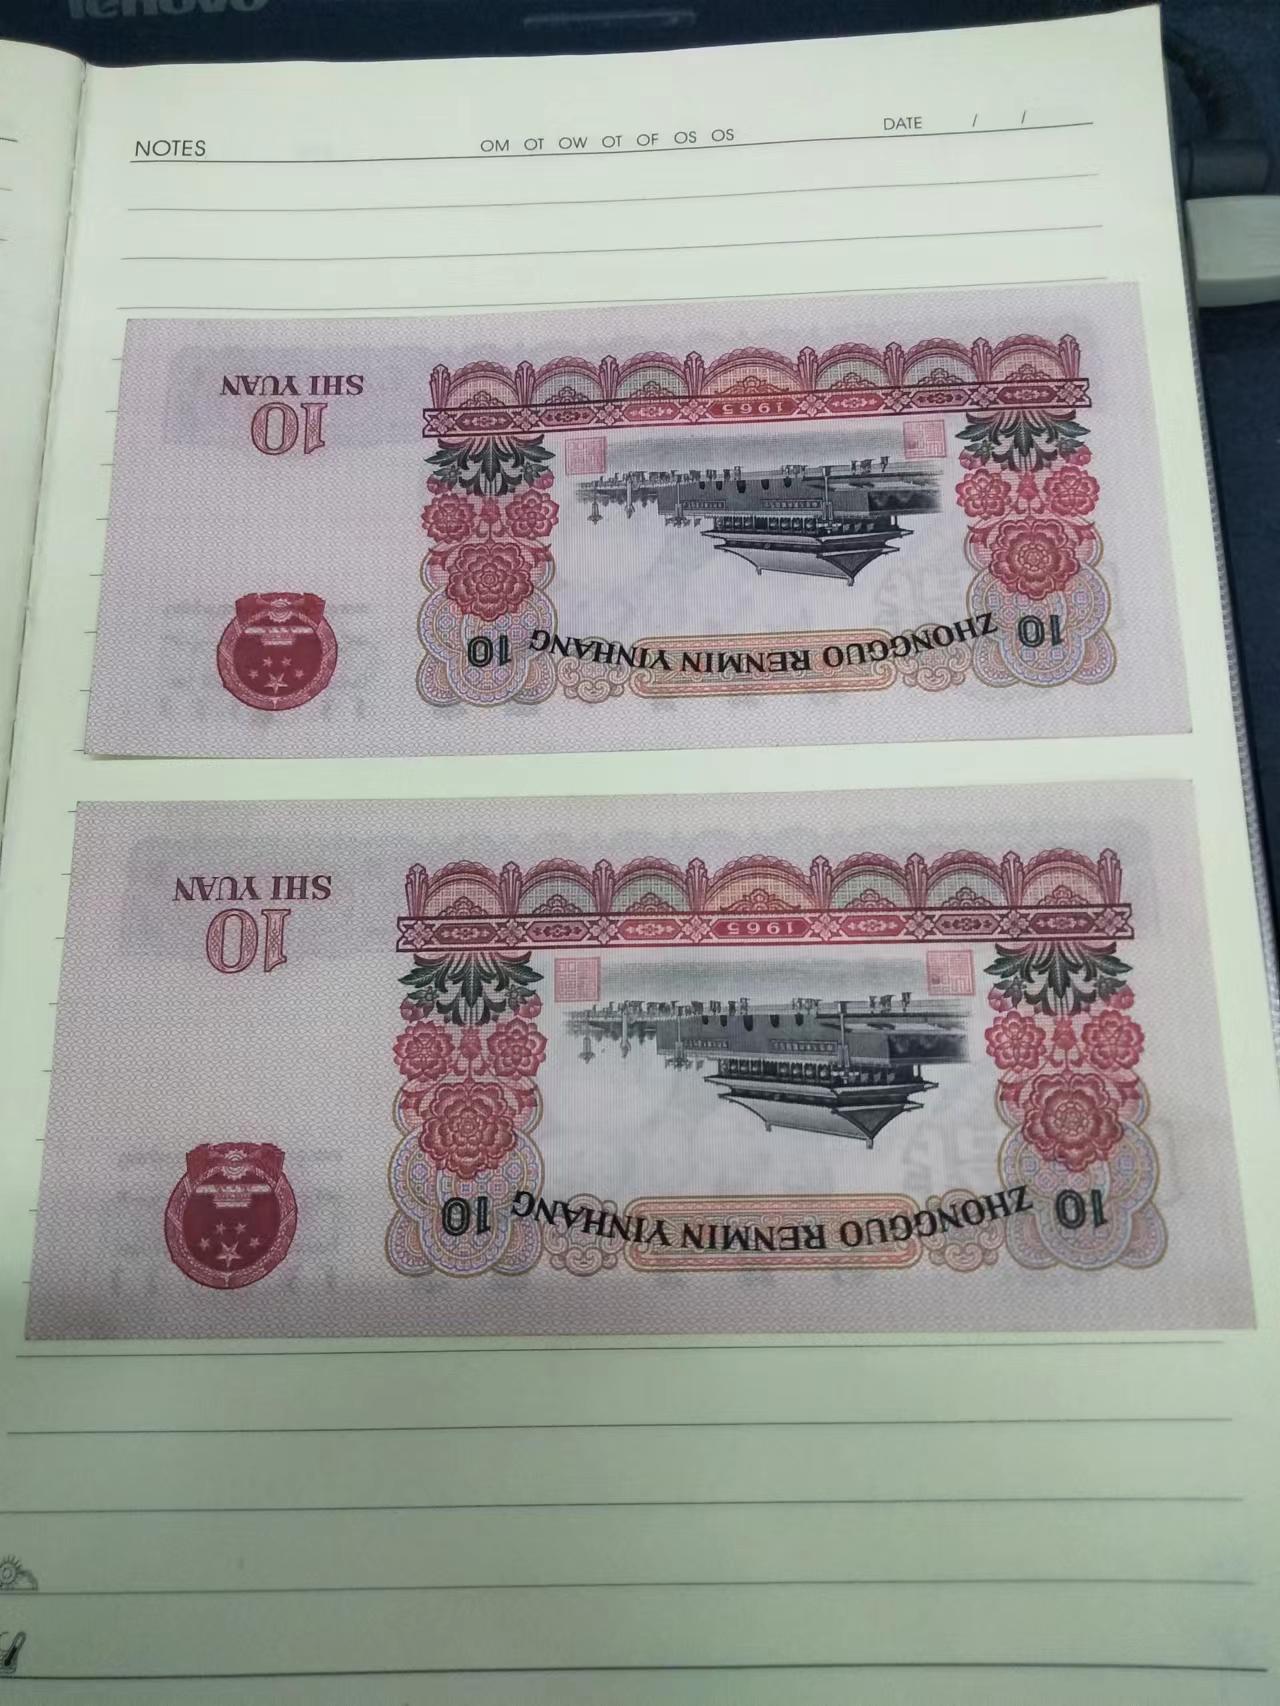 lenovo
NOTES
OM OT OW OT OF OS OS
DATE / /
SHI YUAN
10
1965
10 ZHONGGUO RENMIN YINHANG 10
SHI YUAN
10
1965
10 ZHONGGUO RENMIN YINHANG 10